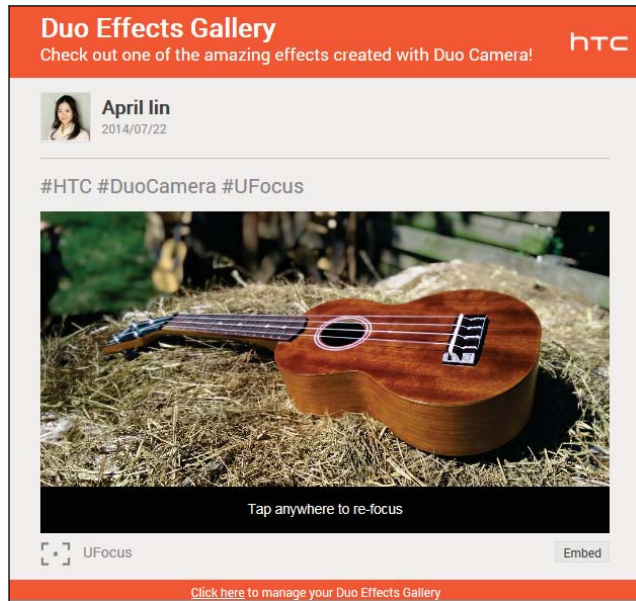 Duo Effects Gallery
Check out one of the amazing effects created with Duo Camera!
hTC
April lin
2014/07/22
#HTC #DuoCamera #UFocus
Tap anywhere to re-focus
UFocus
Embed
Click here to manage your Duo Effects Gallery